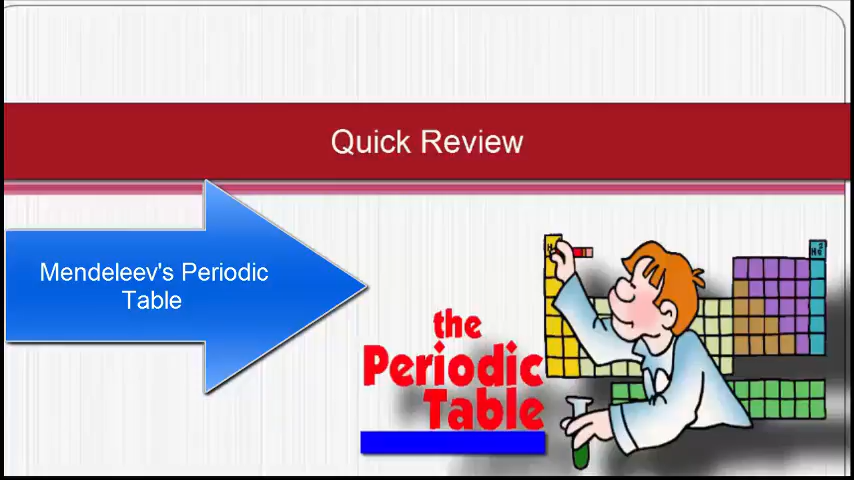 Quick Review
Mendeleev's Periodic
Table
the
Periodic
Table